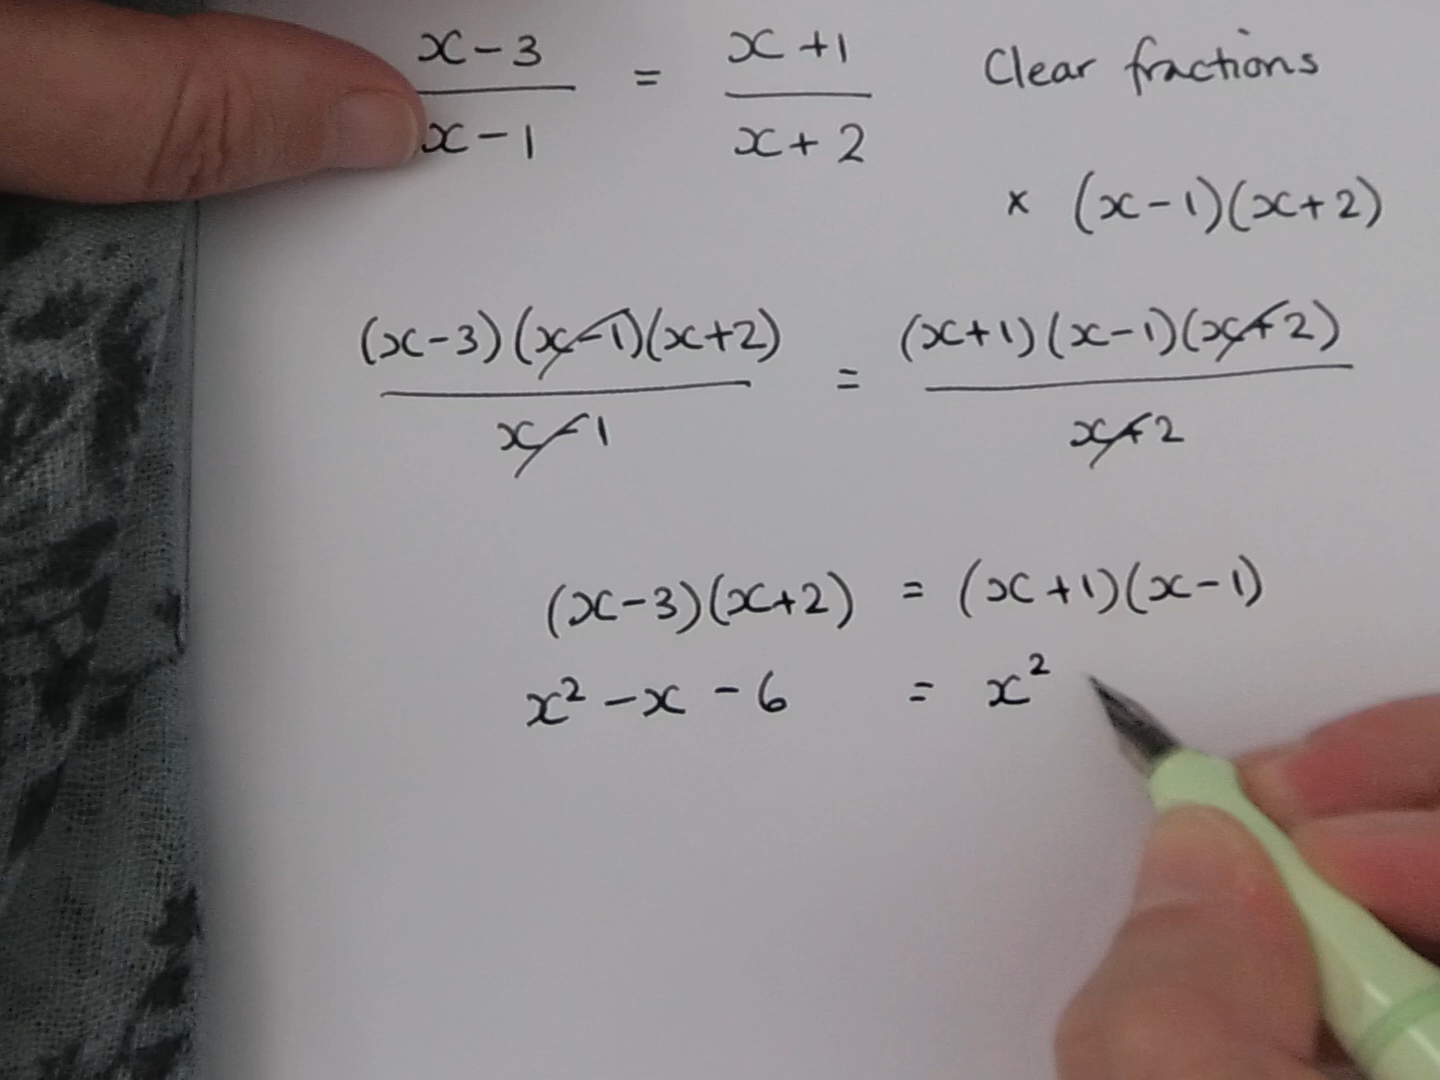 x-3 = x+1 Clear fractions
x-1 x+2
× (x-1)(x+2)
(x-3)(x-1)(x+2) = (x+1)(x-1)(x+2)
x-1 x+2
(x-3)(x+2) = (x+1)(x-1)
x² -x -6 = x²